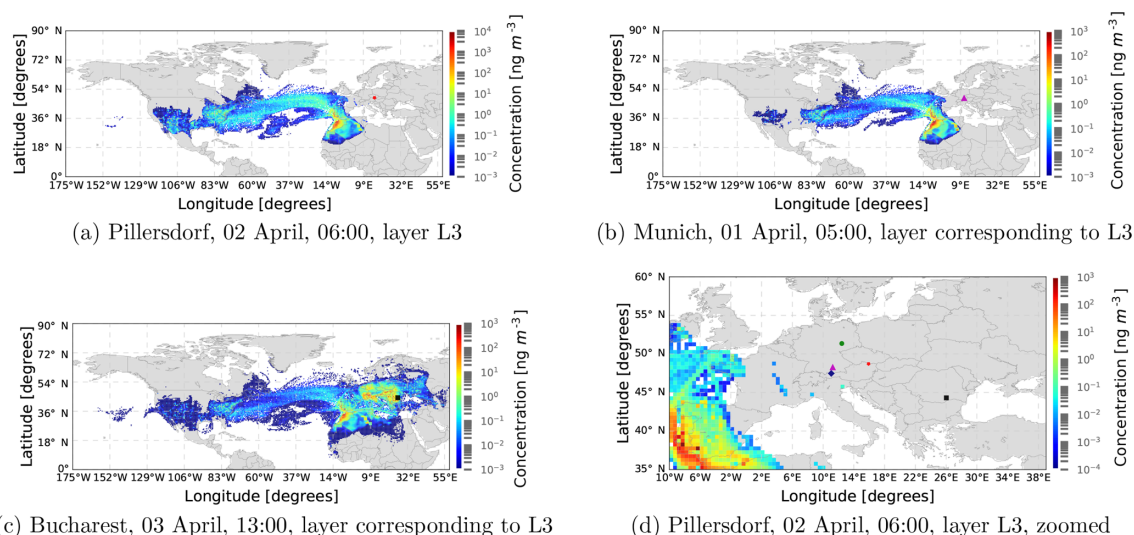 90° N
72° N
54° N
36° N
18° N
0°
175°W 152°W 129°W 106°W 83°W 60°W 37°W 14°W 9°E 32°E 55°E
Latitude [degrees]
Longitude [degrees]
10⁴
10³
10²
10¹
10⁰
10⁻¹
10⁻²
10⁻³
Concentration [ng m⁻³]
(a) Pillersdorf, 02 April, 06:00, layer L3
90° N
72° N
54° N
36° N
18° N
0°
175°W 152°W 129°W 106°W 83°W 60°W 37°W 14°W 9°E 32°E 55°E
Latitude [degrees]
Longitude [degrees]
10³
10²
10¹
10⁰
10⁻¹
10⁻²
10⁻³
Concentration [ng m⁻³]
(b) Munich, 01 April, 05:00, layer corresponding to L3
90° N
72° N
54° N
36° N
18° N
0°
175°W 152°W 129°W 106°W 83°W 60°W 37°W 14°W 9°E 32°E 55°E
Latitude [degrees]
Longitude [degrees]
10³
10²
10¹
10⁰
10⁻¹
10⁻²
10⁻³
Concentration [ng m⁻³]
(c) Bucharest, 03 April, 13:00, layer corresponding to L3
60° N
55° N
50° N
45° N
40° N
35° N
10°W 6°W 2°W 2°E 6°E 10°E 14°E 18°E 22°E 26°E 30°E 34°E 38°E
Latitude [degrees]
Longitude [degrees]
10³
10²
10¹
10⁰
10⁻¹
10⁻²
10⁻³
10⁻⁴
Concentration [ng m⁻³]
(d) Pillersdorf, 02 April, 06:00, layer L3, zoomed